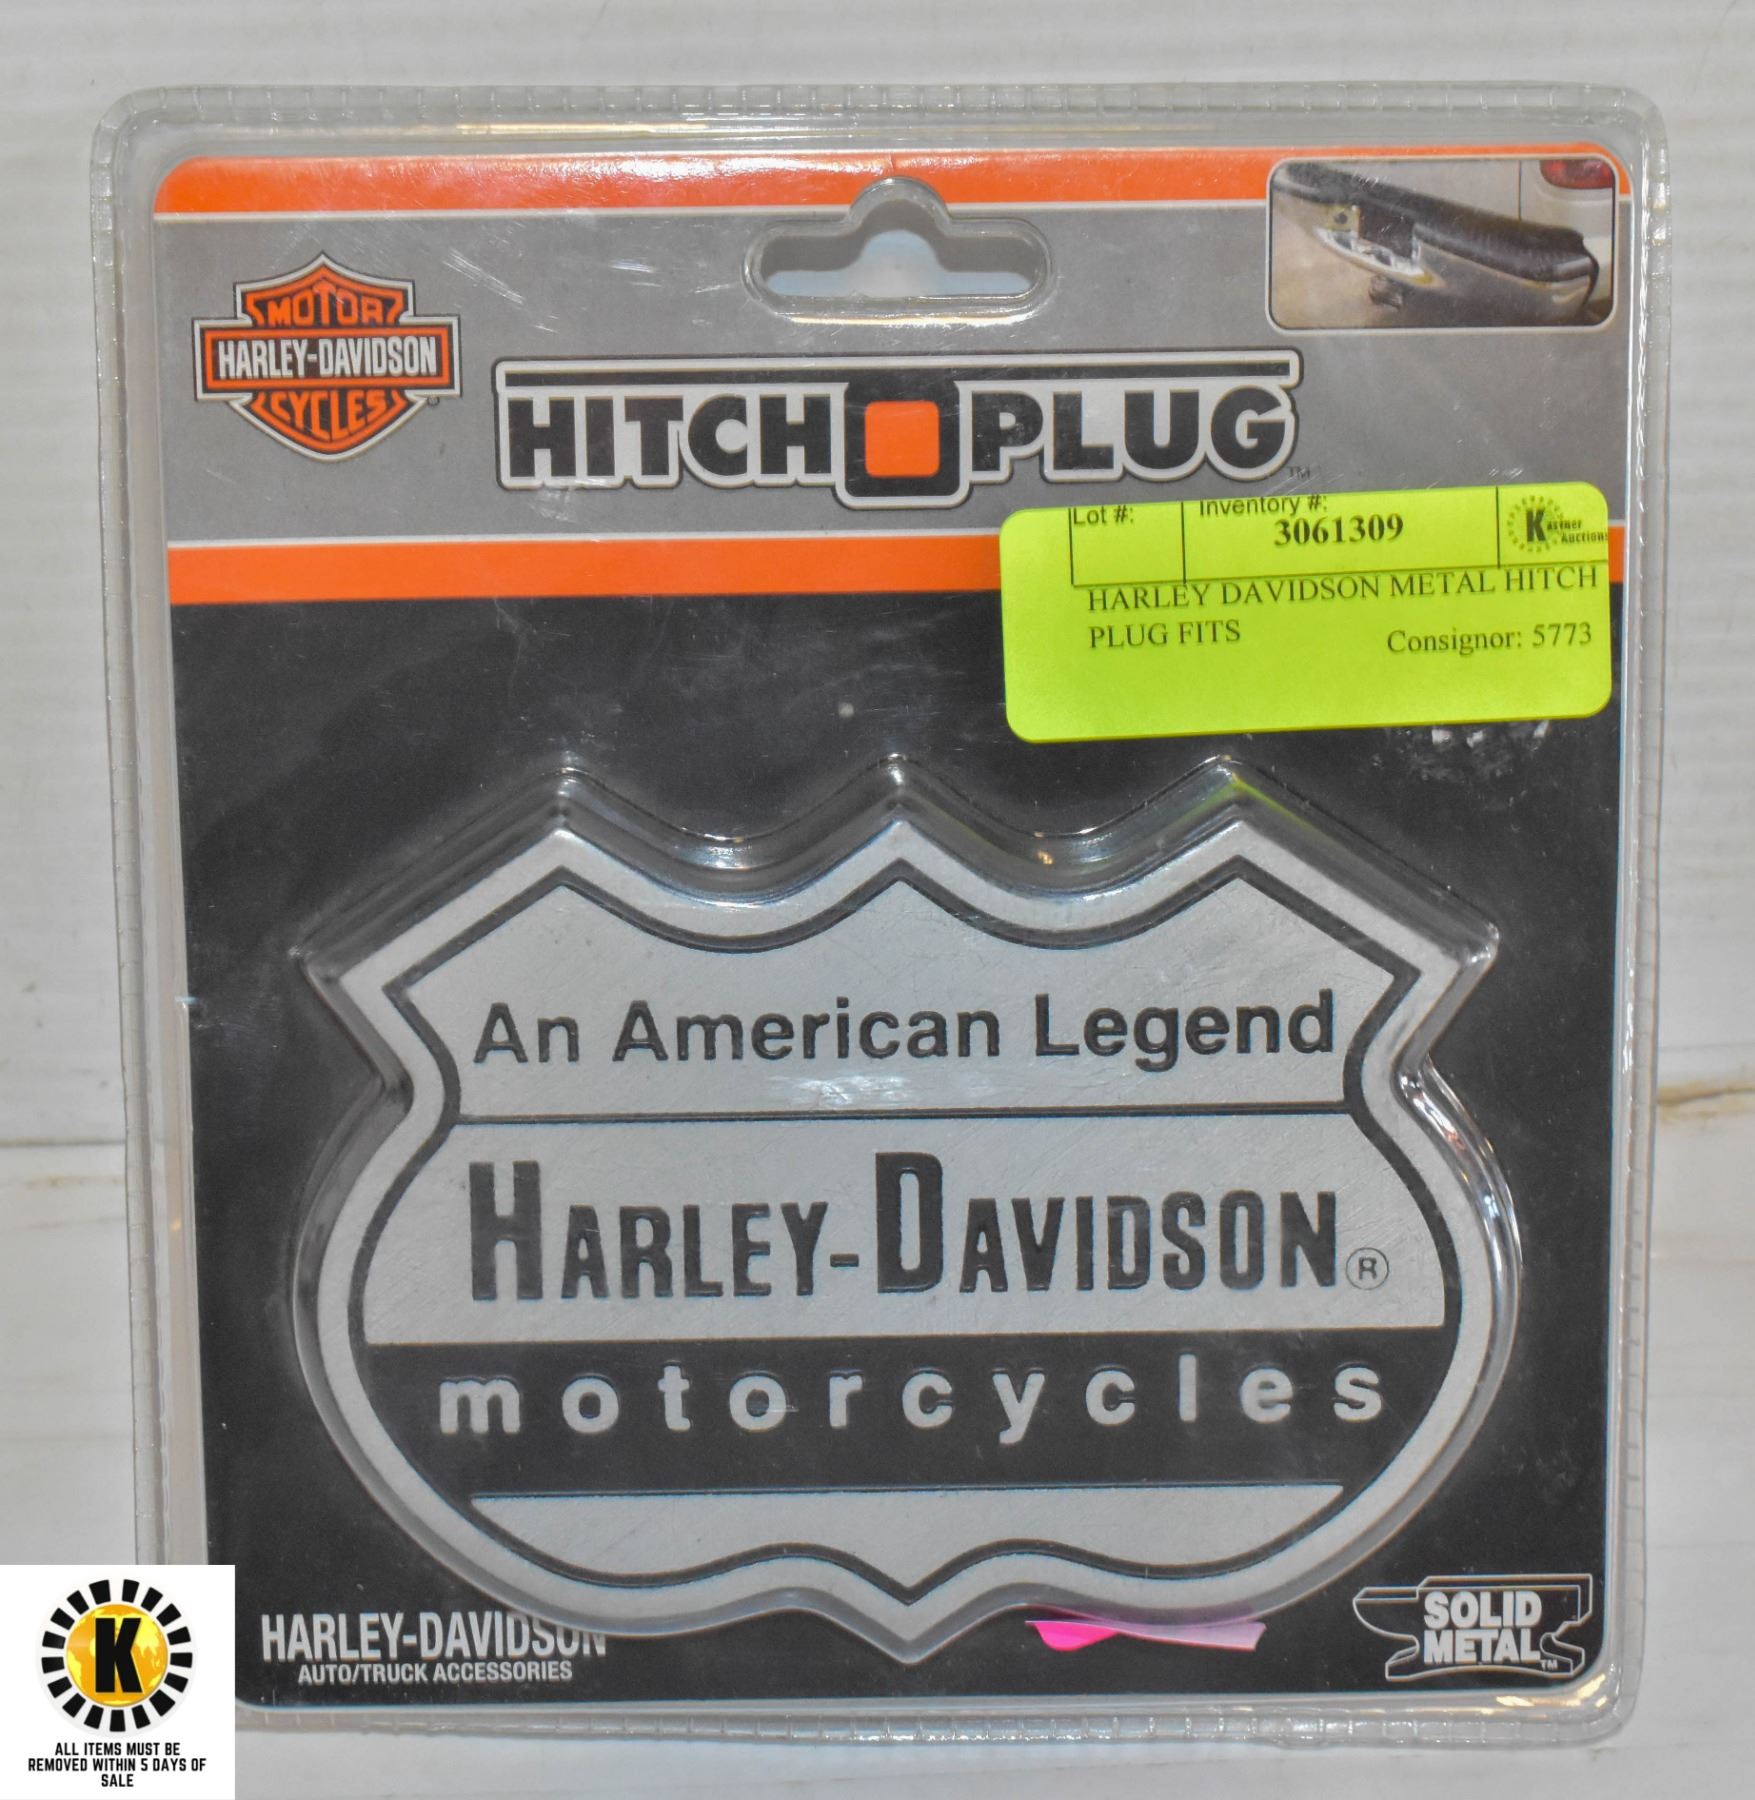 MOTOR
HARLEY-DAVIDSON
CYCLES
®
HITCH PLUG
TM
Lot #:
Inventory #:
3061309
Kastner
Auctions
HARLEY DAVIDSON METAL HITCH
PLUG FITS
Consignor: 5773
An American Legend
HARLEY-DAVIDSON®
motorcycles
HARLEY-DAVIDSON
AUTO/TRUCK ACCESSORIES
SOLID
METAL
TM
K
ALL ITEMS MUST BE
REMOVED WITHIN 5 DAYS OF
SALE